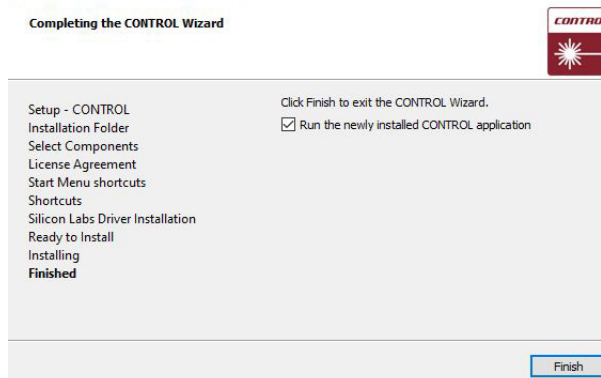 Completing the CONTROL Wizard
CONTRO
Setup - CONTROL
Installation Folder
Select Components
License Agreement
Start Menu shortcuts
Shortcuts
Silicon Labs Driver Installation
Ready to Install
Installing
Finished
Click Finish to exit the CONTROL Wizard.
Run the newly installed CONTROL application
Finish